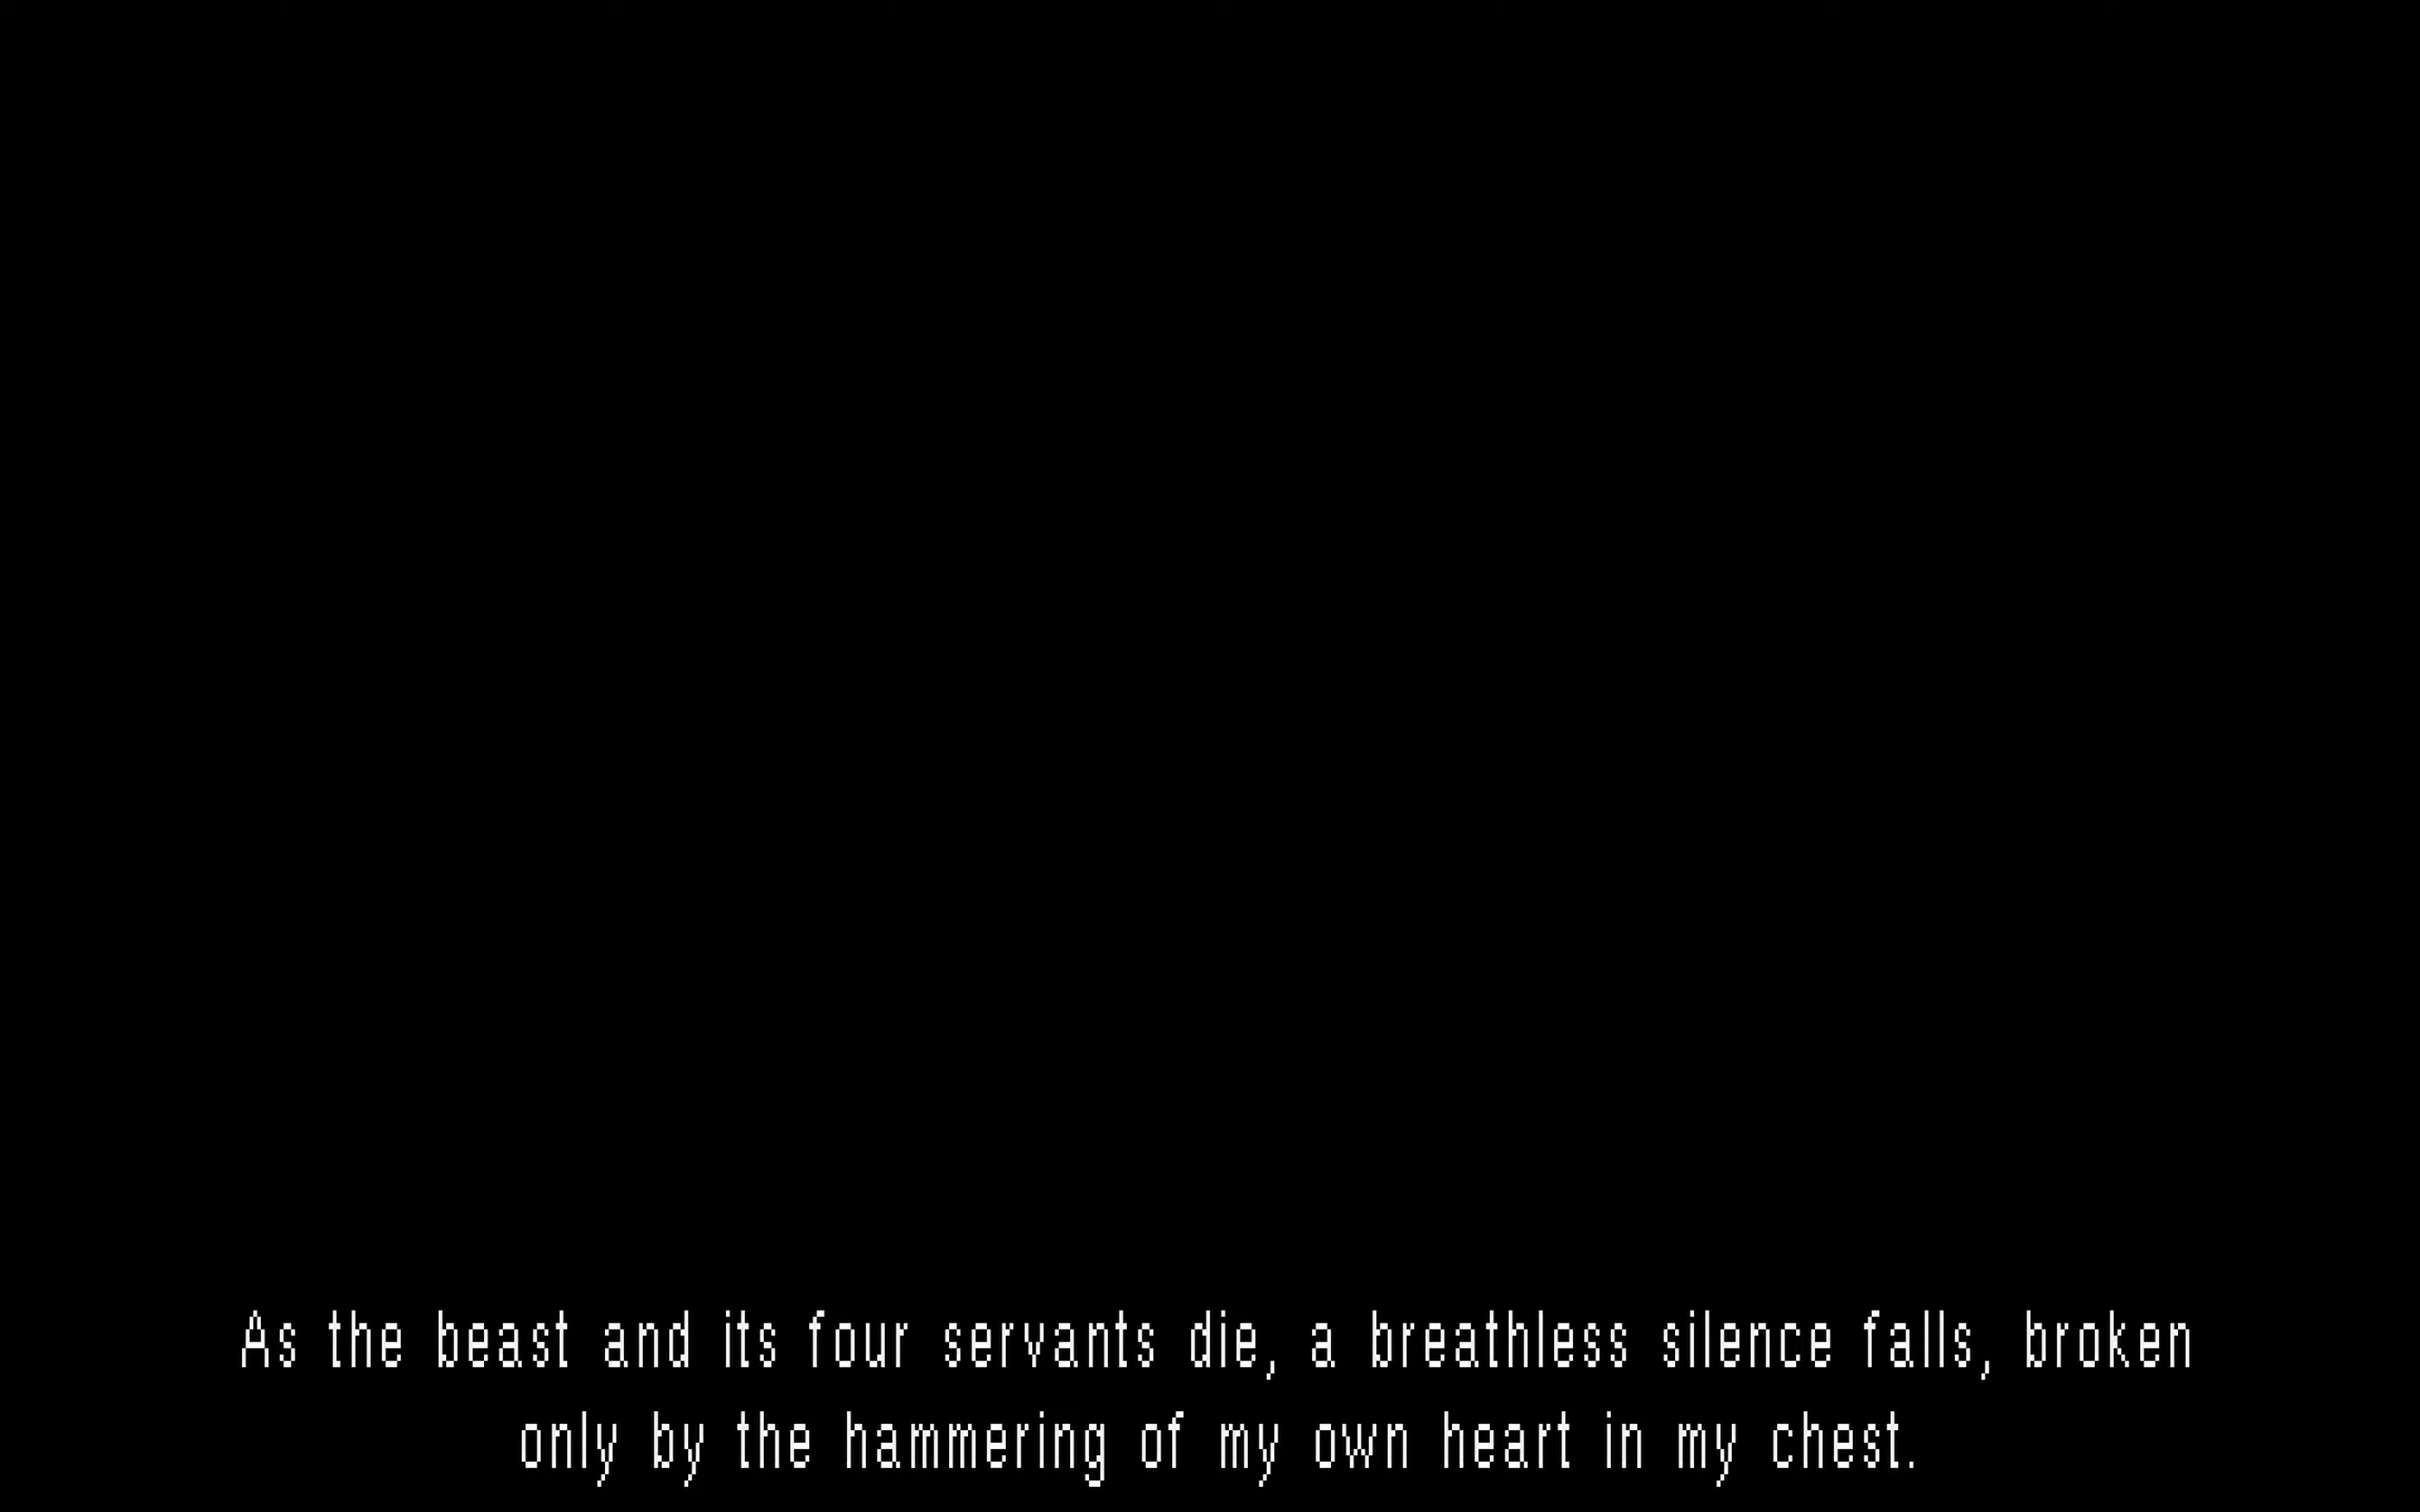 As the beast and its four servants die, a breathless silence falls, broken
only by the hammering of my own heart in my chest.